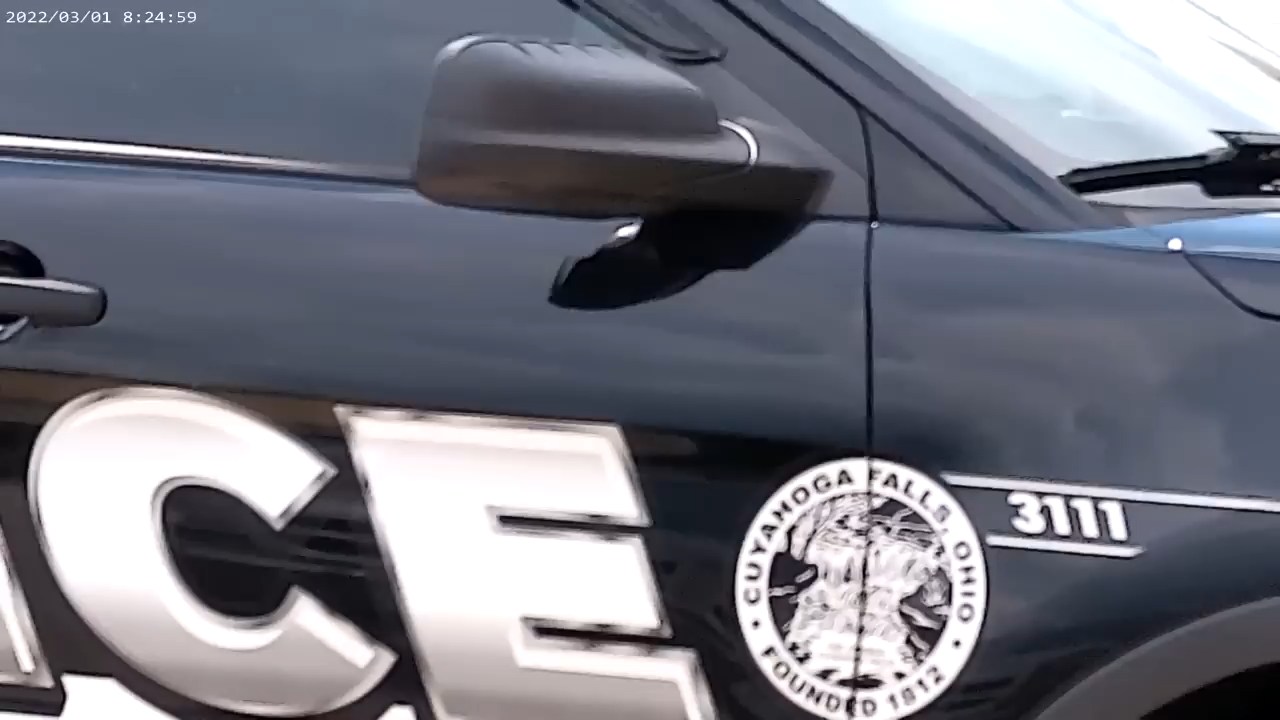 2022/03/01 8:24:59
CE
CUYAHOGA FALLS, OHIO
• FOUNDED 1812 •
3111